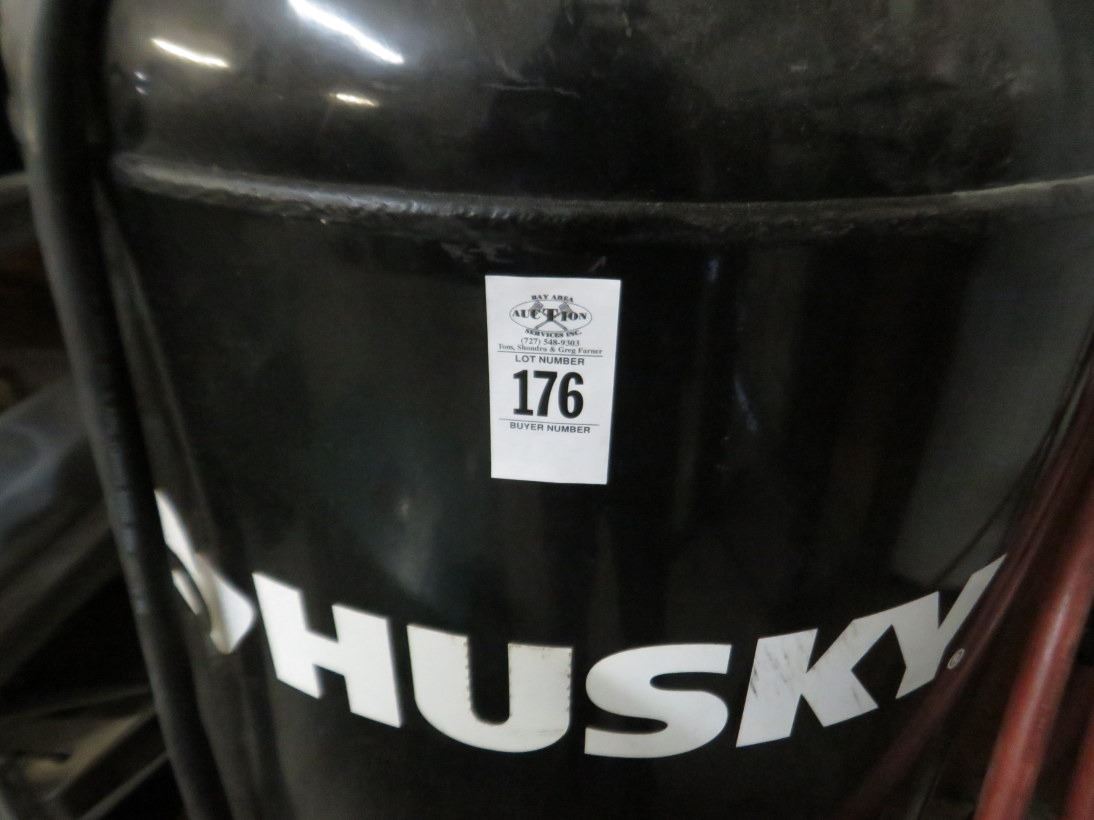 BAY AREA
AUCTION
SERVICES INC.
(727) 548-9303
Tom, Shondra & Greg Farner
LOT NUMBER
176
BUYER NUMBER
HUSKY®